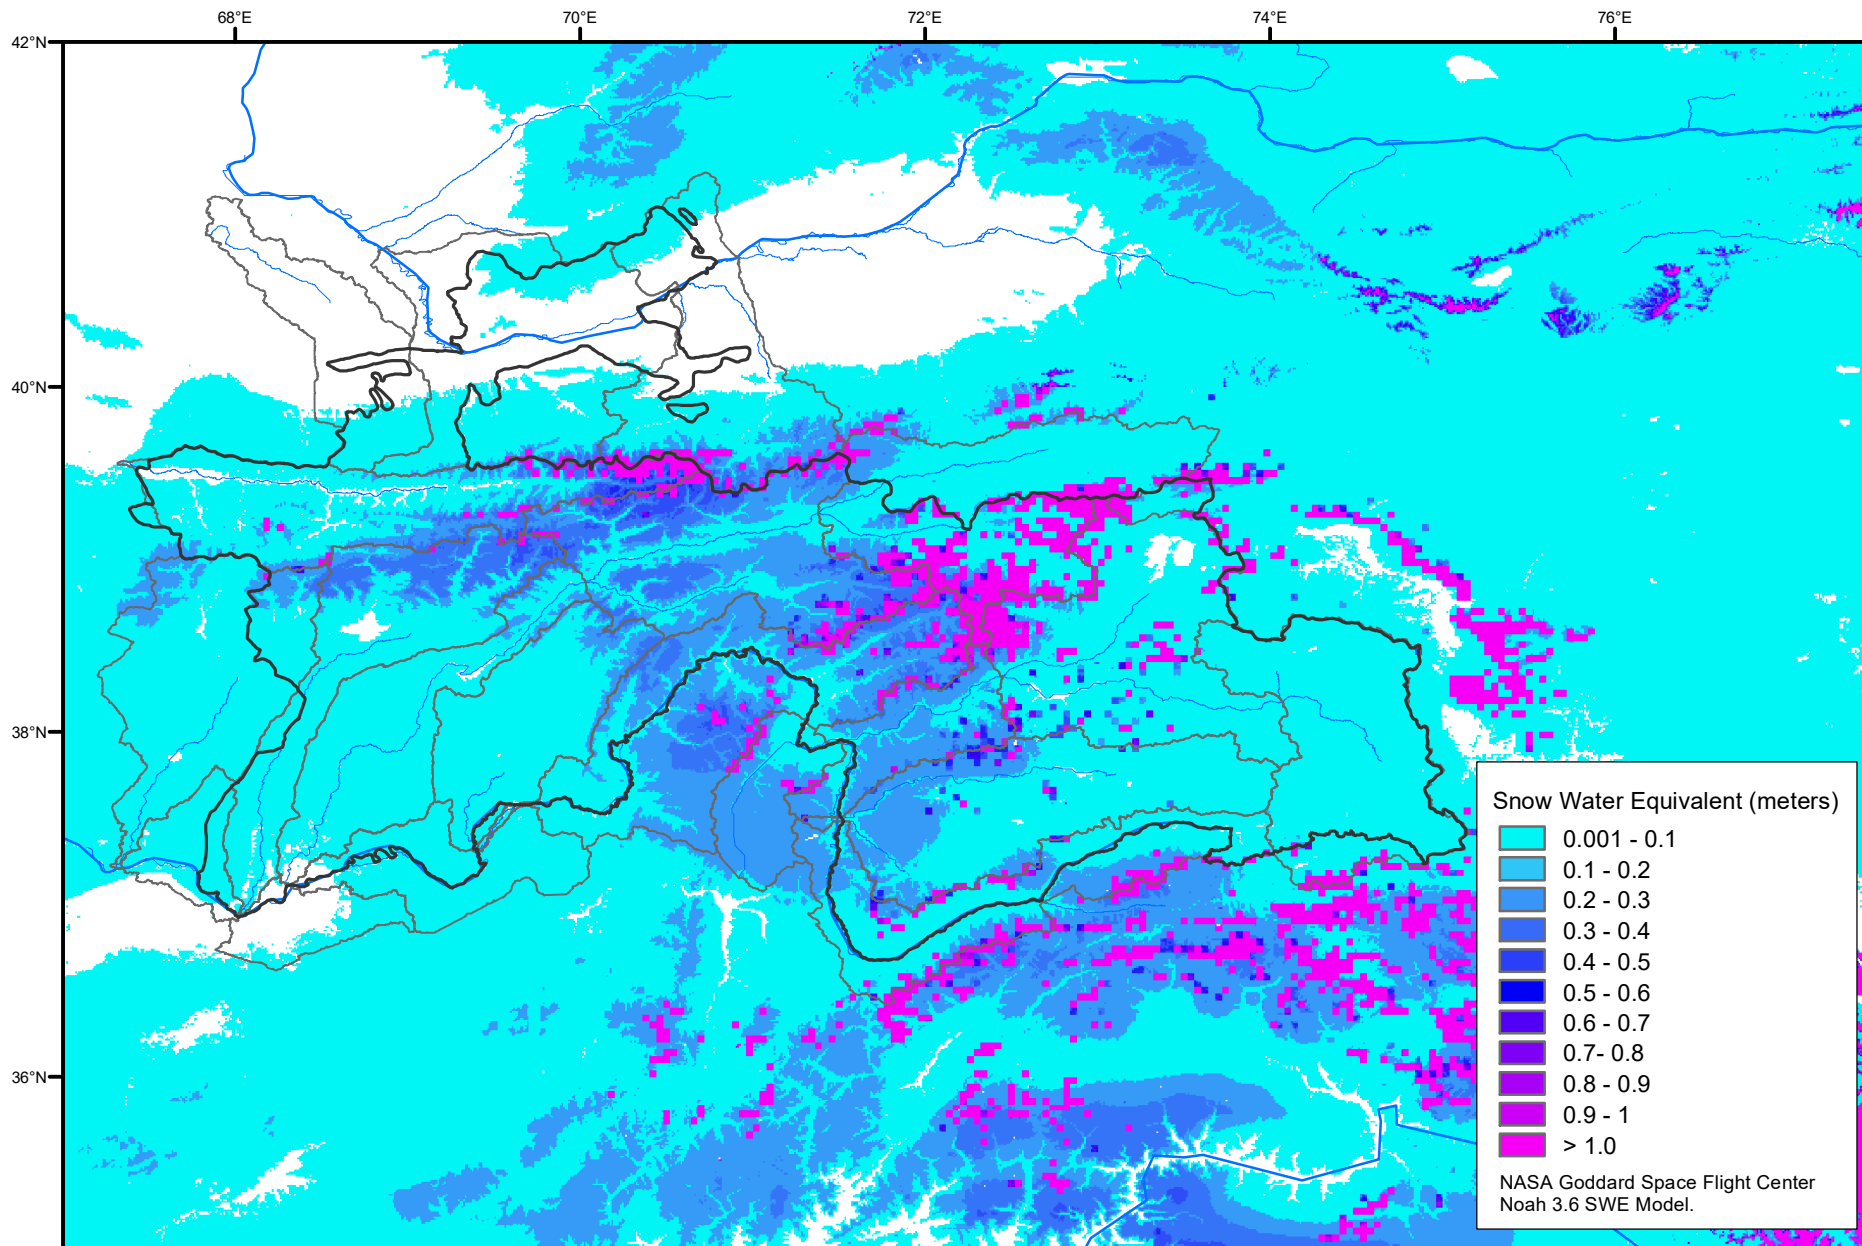 68°E
70°E
72°E
74°E
76°E
42°N
40°N
38°N
36°N
Snow Water Equivalent (meters)
0.001 - 0.1
0.1 - 0.2
0.2 - 0.3
0.3 - 0.4
0.4 - 0.5
0.5 - 0.6
0.6 - 0.7
0.7- 0.8
0.8 - 0.9
0.9 - 1
> 1.0
NASA Goddard Space Flight Center
Noah 3.6 SWE Model.